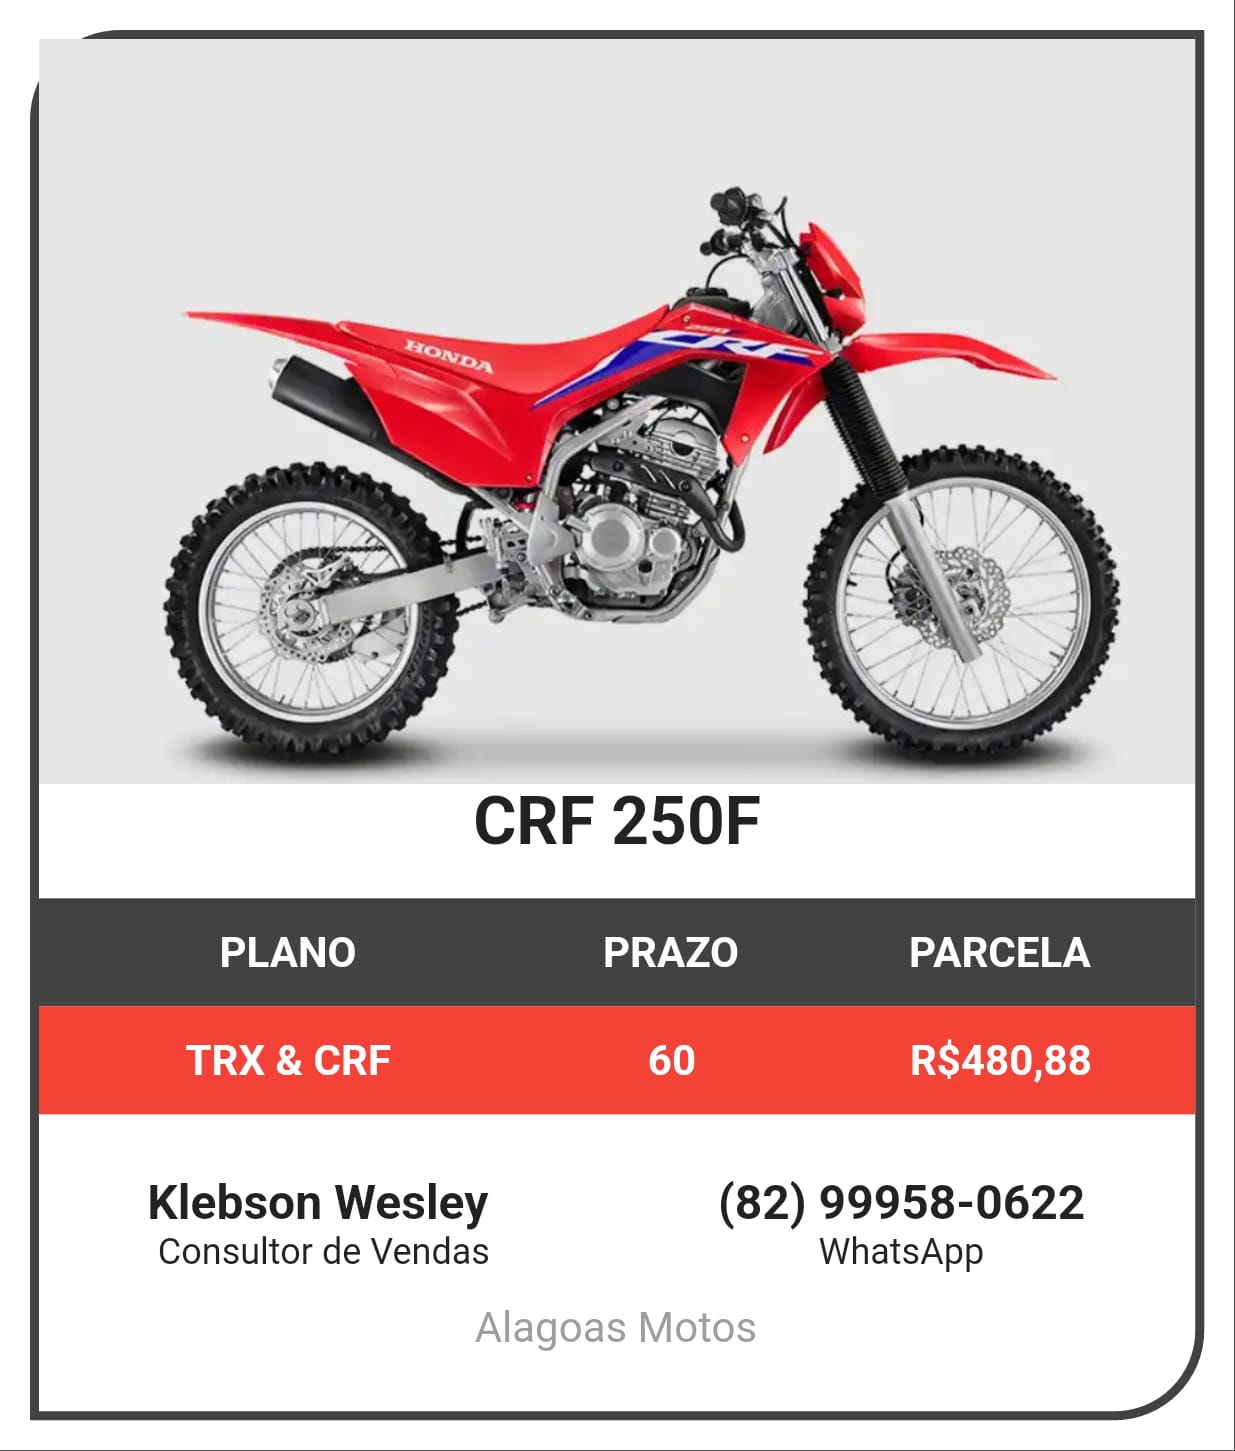 250
CRF
HONDA
CRF 250F
PLANO PRAZO PARCELA
TRX & CRF 60 R$480,88
Klebson Wesley (82) 99958-0622
Consultor de Vendas WhatsApp
Alagoas Motos